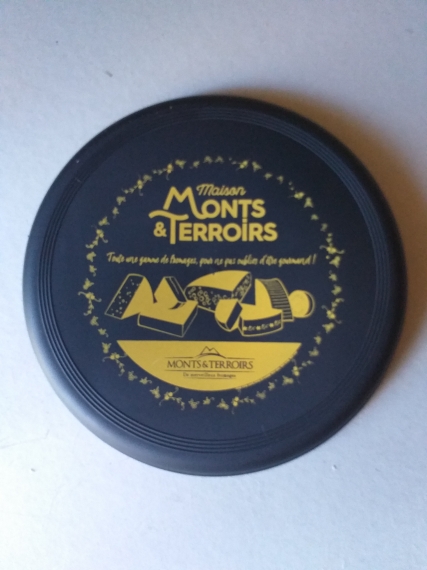 Maison
MONTS
& TERROIRS
Toute une gamme de fromages, pour ne pas oublier d'être gourmand !
MONTS & TERROIRS